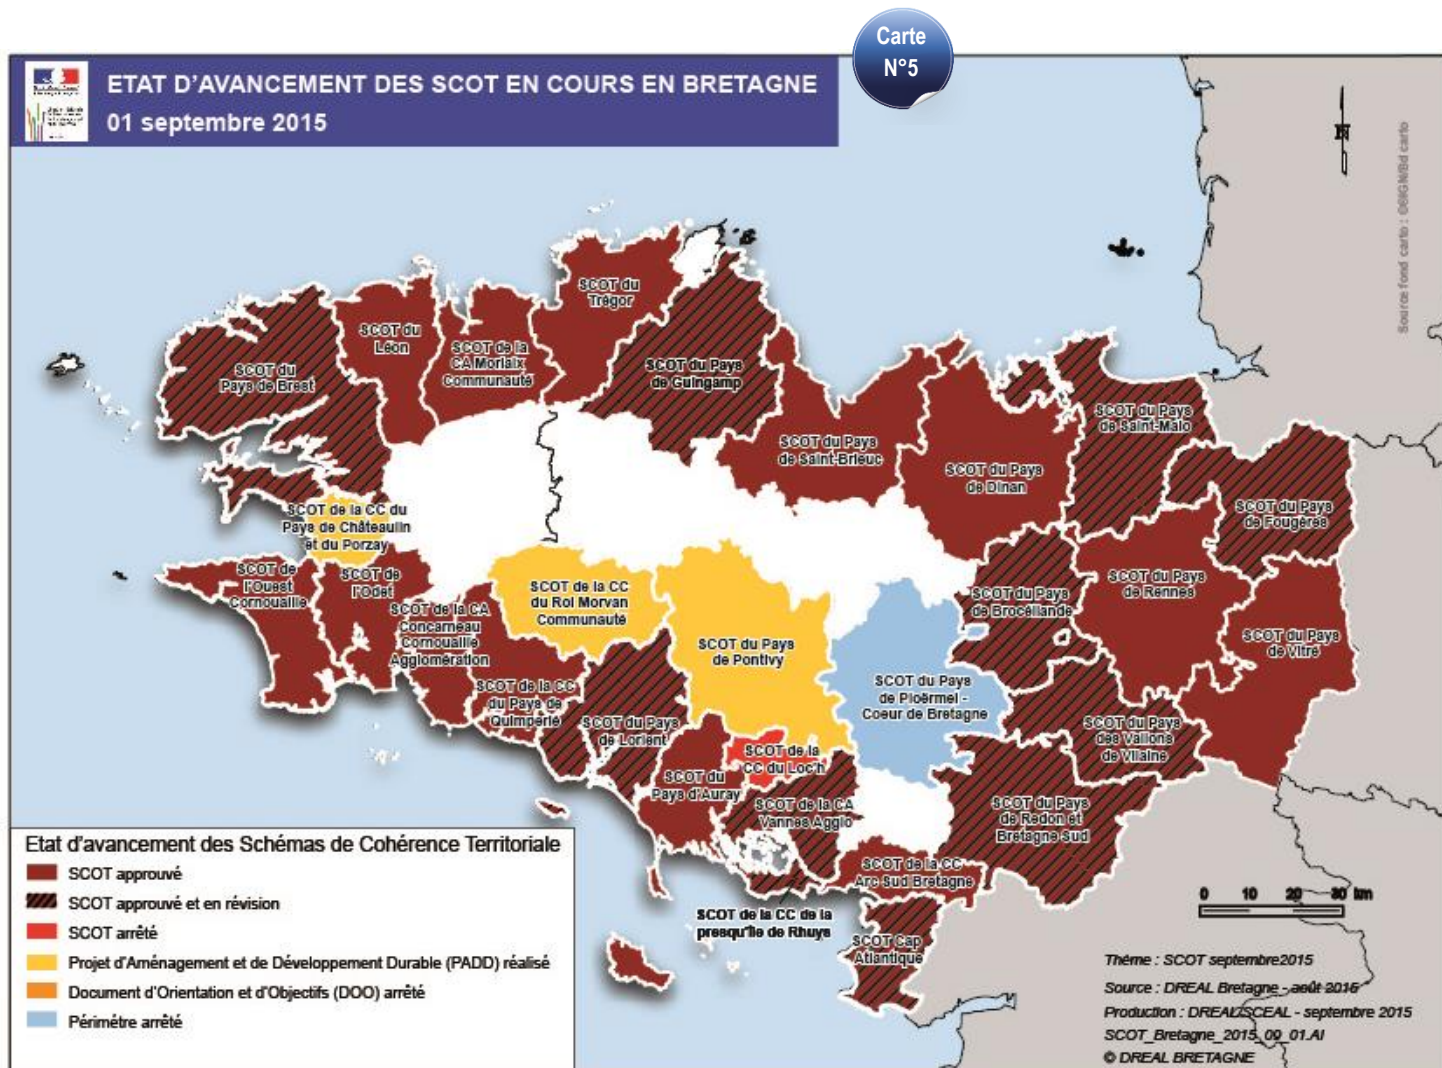 Carte
N°5
ETAT D'AVANCEMENT DES SCOT EN COURS EN BRETAGNE
01 septembre 2015
N
Source fond carto : ©BIGN/Bd carto
SCOT du
Trégor
SCOT du
Léon
SCOT de la
CA Morlaix
Communauté
SCOT du
Pays de Brest
SCOT du Pays
de Guingamp
SCOT du Pays
de Saint-Brieuc
SCOT du Pays
de Dinan
SCOT du Pays
de Saint-Malo
SCOT du Pays
de Fougères
SCOT de la CC du
Pays de Châteaulin
et du Porzay
SCOT de
l'Ouest
Cornouaille
SCOT de
l'Odet
SCOT de la CA
Concarneau
Cornouaille
Agglomération
SCOT de la CC
du Roi Morvan
Communauté
SCOT du Pays
de Pontivy
SCOT du Pays
de Brocéliande
SCOT du Pays
de Rennes
SCOT du Pays
de Vitré
SCOT de la CC
du Pays de
Quimperlé
SCOT du Pays
de Lorient
SCOT du Pays
de Ploërmel -
Coeur de Bretagne
SCOT du Pays
des Vallons
de Vilaine
SCOT du
Pays d'Auray
SCOT de la
CC du Loc'h
SCOT de la CA
Vannes Agglo
SCOT du Pays
de Redon et
Bretagne Sud
SCOT de la CC
Arc Sud Bretagne
SCOT de la CC de la
presqu'île de Rhuys
SCOT Cap
Atlantique
Etat d'avancement des Schémas de Cohérence Territoriale
SCOT approuvé
SCOT approuvé et en révision
SCOT arrêté
Projet d'Aménagement et de Développement Durable (PADD) réalisé
Document d'Orientation et d'Objectifs (DOO) arrêté
Périmétre arrêté
0 10 20 30 km
Thème : SCOT septembre2015
Source : DREAL Bretagne - août 2015
Production : DREAL/SCEAL - septembre 2015
SCOT_Bretagne_2015_09_01.AI
© DREAL BRETAGNE